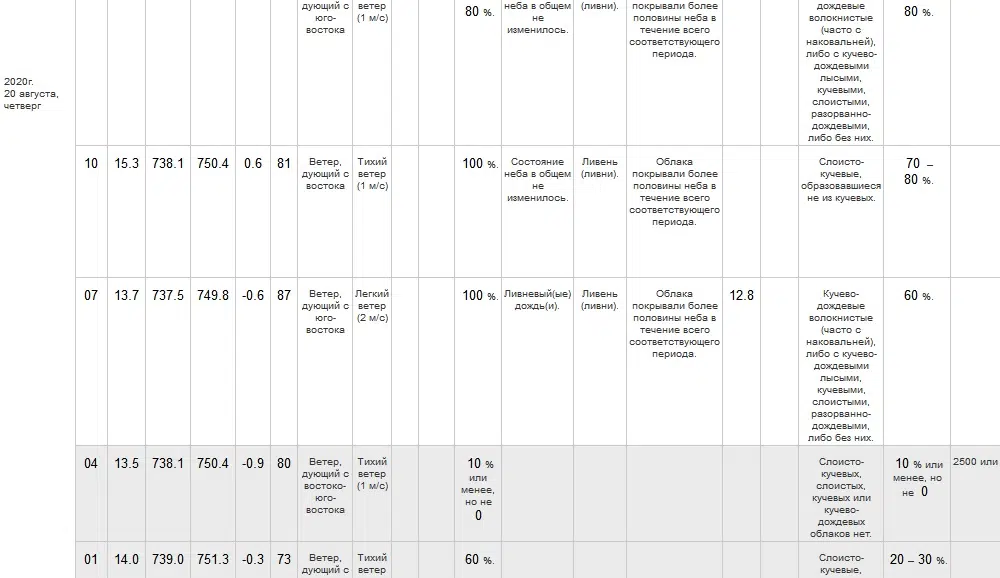 2020г.
20 августа,
четверг
дующий с
юго-
востока
ветер
(1 м/с)
80 %.
неба в общем
не
изменилось.
(ливни).
покрывали более
половины неба в
течение всего
соответствующего
периода.
дождевые
волокнистые
(часто с
наковальней),
либо с кучево-
дождевыми
лысыми,
кучевыми,
слоистыми,
разорванно-
дождевыми,
либо без них.
80 %.
10
15.3
738.1
750.4
0.6
81
Ветер,
дующий с
востока
Тихий
ветер
(1 м/с)
100 %.
Состояние
неба в общем
не
изменилось.
Ливень
(ливни).
Облака
покрывали более
половины неба в
течение всего
соответствующего
периода.
Слоисто-
кучевые,
образовавшиеся
не из кучевых.
70 –
80 %.
07
13.7
737.5
749.8
-0.6
87
Ветер,
дующий с
юго-
востока
Легкий
ветер
(2 м/с)
100 %.
Ливневый(ые)
дождь(и).
Ливень
(ливни).
Облака
покрывали более
половины неба в
течение всего
соответствующего
периода.
12.8
Кучево-
дождевые
волокнистые
(часто с
наковальней),
либо с кучево-
дождевыми
лысыми,
кучевыми,
слоистыми,
разорванно-
дождевыми,
либо без них.
60 %.
04
13.5
738.1
750.4
-0.9
80
Ветер,
дующий с
востоко-
юго-
востока
Тихий
ветер
(1 м/с)
10 %
или
менее,
но не
0
Слоисто-
кучевых,
слоистых,
кучевых или
кучево-
дождевых
облаков нет.
10 % или
менее, но
не 0
2500 или
01
14.0
739.0
751.3
-0.3
73
Ветер,
дующий с
Тихий
ветер
60 %.
Слоисто-
кучевые,
20 – 30 %.